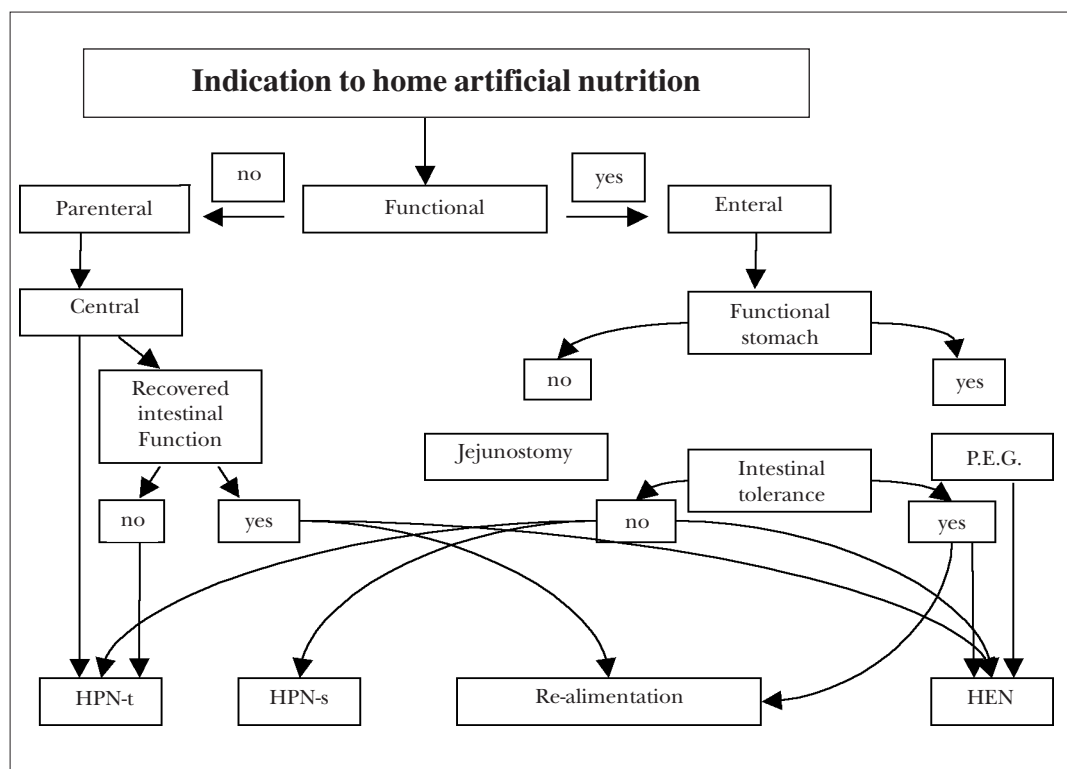 Indication to home artificial nutrition
no
yes
Parenteral
Functional
Enteral
Central
Functional
stomach
no
yes
Recovered
intestinal
Function
Jejunostomy
Intestinal
tolerance
P.E.G.
no
yes
no
yes
HPN-t
HPN-s
Re-alimentation
HEN